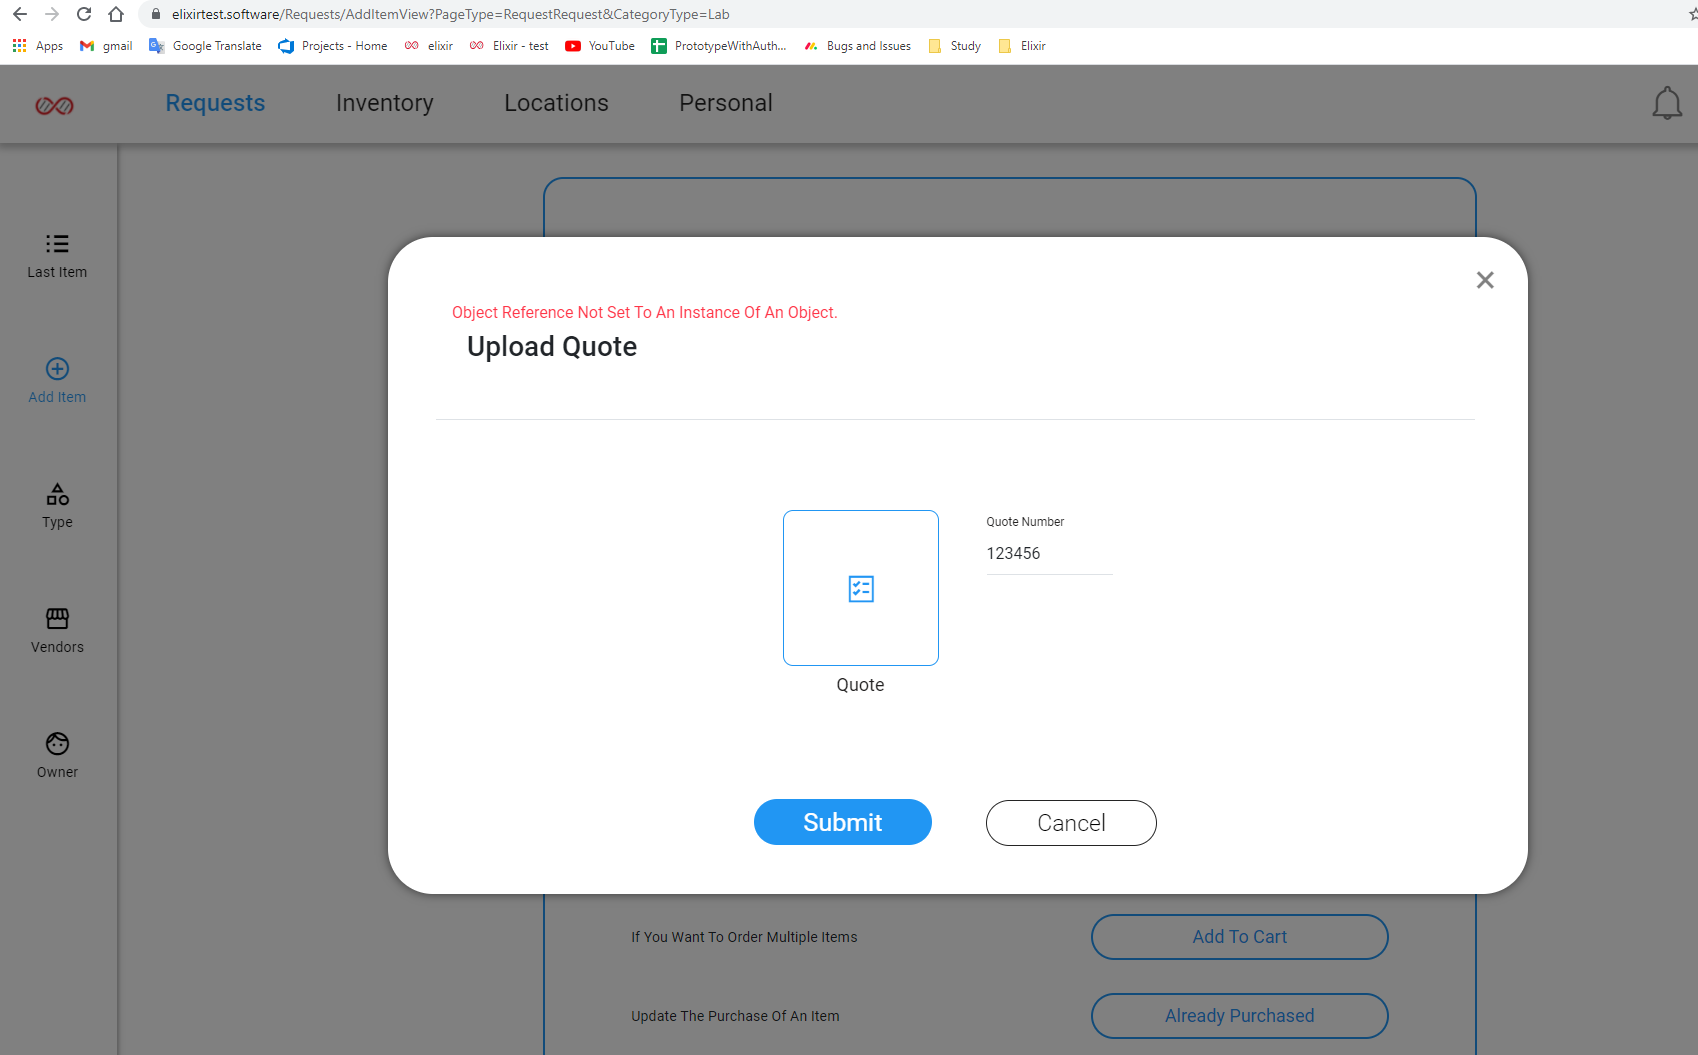 elixirtest.software/Requests/AddItemView?PageType=RequestRequest&CategoryType=Lab
Apps gmail Google Translate Projects - Home elixir Elixir - test YouTube PrototypeWithAuth... Bugs and Issues Study Elixir
Requests Inventory Locations Personal
Last Item
Add Item
Type
Vendors
Owner
Object Reference Not Set To An Instance Of An Object.
Upload Quote
Quote Number
123456
Quote
Submit Cancel
If You Want To Order Multiple Items Add To Cart
Update The Purchase Of An Item Already Purchased